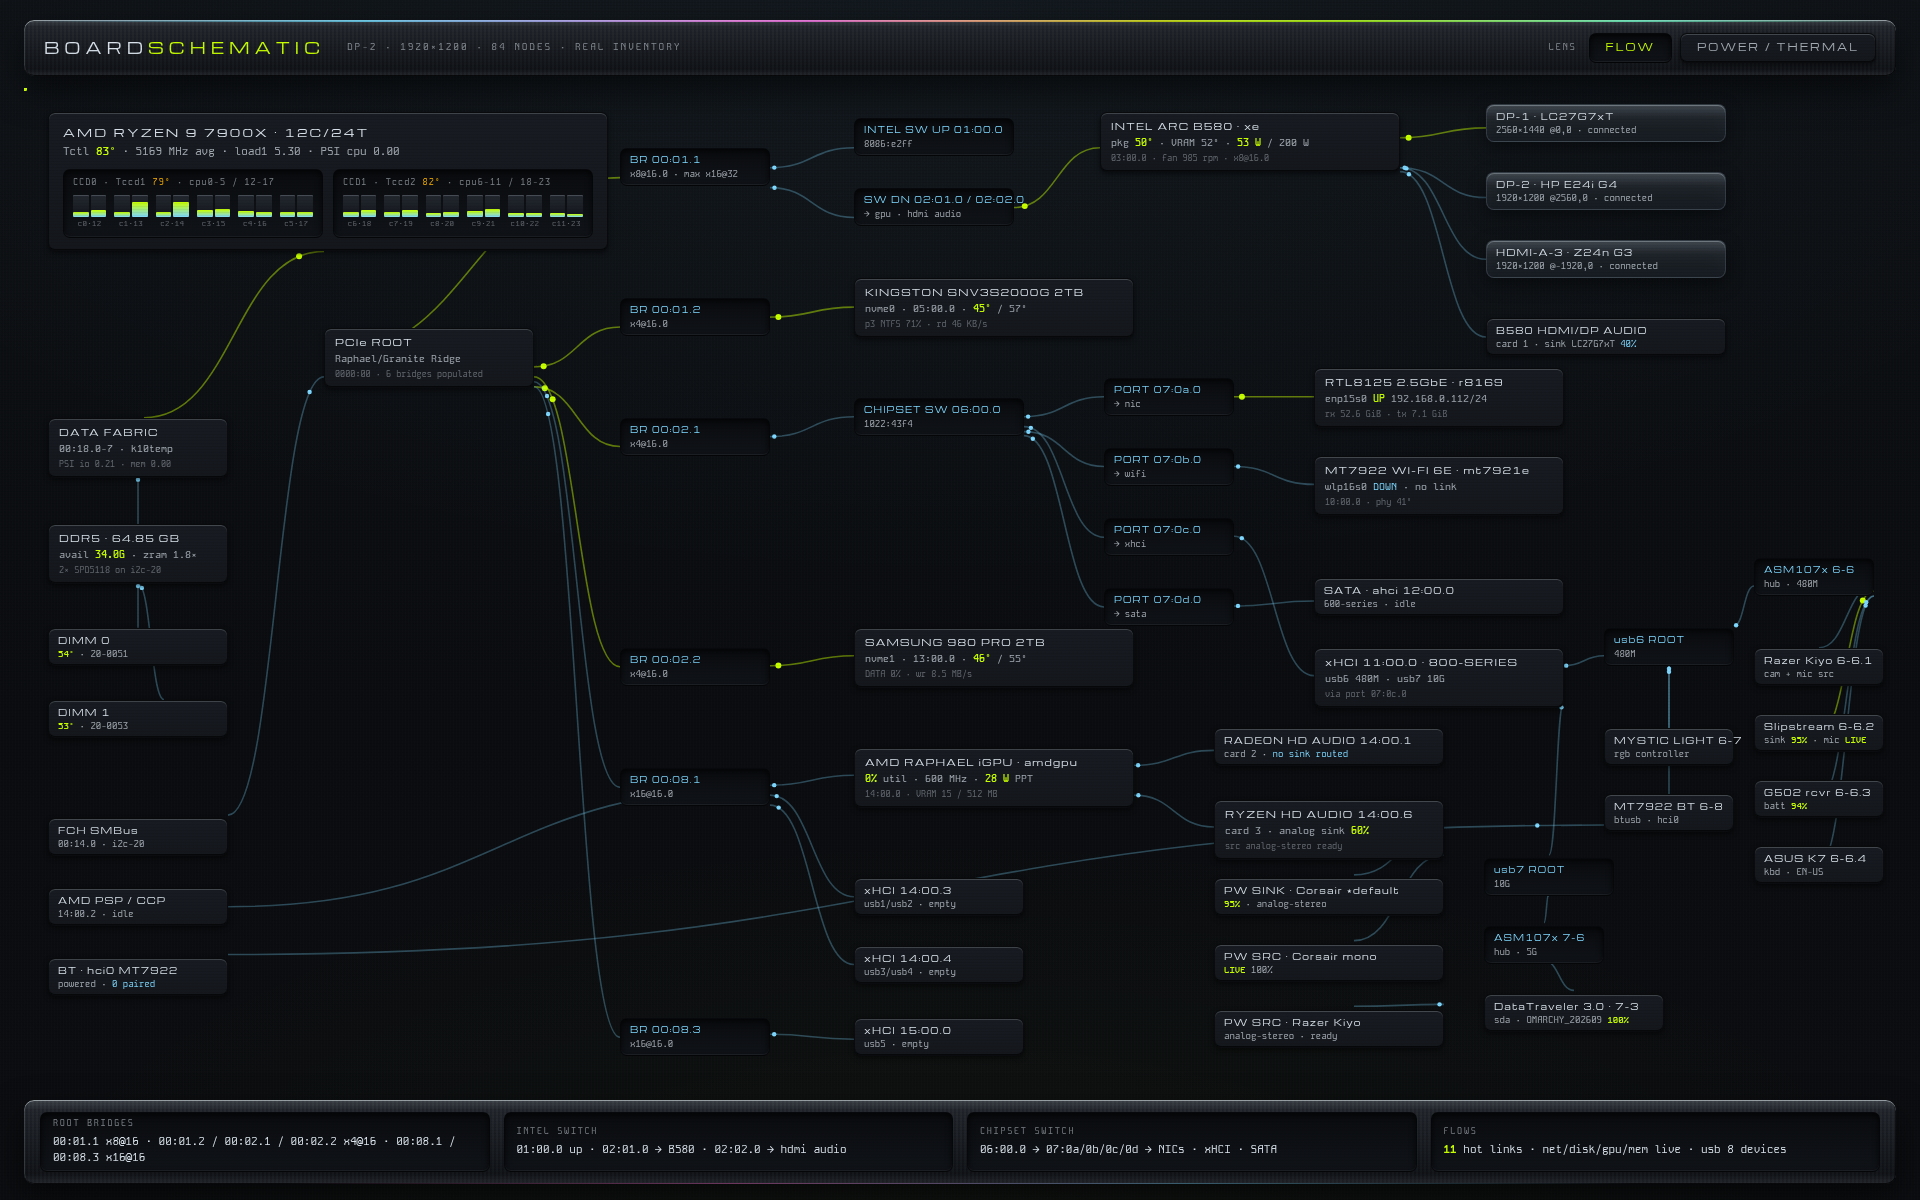 BOARDSCHEMATIC
DP-2 · 1920×1200 · 84 NODES · REAL INVENTORY
LENS
FLOW
POWER / THERMAL
AMD RYZEN 9 7900X · 12C/24T
Tctl 83° · 5169 MHz avg · load1 5.30 · PSI cpu 0.00
CCD0 · Tccd1 79° · cpu0-5 / 12-17
c0·12 c1·13 c2·14 c3·15 c4·16 c5·17
CCD1 · Tccd2 82° · cpu6-11 / 18-23
c6·18 c7·19 c8·20 c9·21 c10·22 c11·23
BR 00:01.1
x8@16.0 · max x16@32
INTEL SW UP 01:00.0
8086:e2ff
SW DN 02:01.0 / 02:02.0
→ gpu · hdmi audio
INTEL ARC B580 · xe
pkg 50° · VRAM 52° · 53 W / 200 W
03:00.0 · fan 985 rpm · x8@16.0
DP-1 · LC27G7xT
2560×1440 @0,0 · connected
DP-2 · HP E24i G4
1920×1200 @2560,0 · connected
HDMI-A-3 · Z24n G3
1920×1200 @-1920,0 · connected
B580 HDMI/DP AUDIO
card 1 · sink LC27G7xT 40%
BR 00:01.2
x4@16.0
KINGSTON SNV3S2000G 2TB
nvme0 · 05:00.0 · 45° / 57°
p3 NTFS 71% · rd 46 KB/s
PCIe ROOT
Raphael/Granite Ridge
0000:00 · 6 bridges populated
BR 00:02.1
x4@16.0
CHIPSET SW 06:00.0
1022:43f4
PORT 07:0a.0
→ nic
RTL8125 2.5GbE · r8169
enp15s0 UP 192.168.0.112/24
rx 52.6 GiB · tx 7.1 GiB
PORT 07:0b.0
→ wifi
MT7922 WI-FI 6E · mt7921e
wlp16s0 DOWN · no link
10:00.0 · phy 41°
PORT 07:0c.0
→ xhci
PORT 07:0d.0
→ sata
SATA · ahci 12:00.0
600-series · idle
DATA FABRIC
00:18.0-7 · k10temp
PSI io 0.21 · mem 0.00
DDR5 · 64.85 GB
avail 34.0G · zram 1.8×
2× SPD5118 on i2c-20
DIMM 0
54° · 20-0051
DIMM 1
53° · 20-0053
BR 00:02.2
x4@16.0
SAMSUNG 980 PRO 2TB
nvme1 · 13:00.0 · 46° / 55°
DATA 0% · wr 8.5 MB/s
xHCI 11:00.0 · 800-SERIES
usb6 480M · usb7 10G
via port 07:0c.0
usb6 ROOT
480M
ASM107x 6-6
hub · 480M
Razer Kiyo 6-6.1
cam + mic src
Slipstream 6-6.2
sink 95% · mic LIVE
G502 rcvr 6-6.3
batt 94%
ASUS K7 6-6.4
kbd · EN-US
MYSTIC LIGHT 6-7
rgb controller
MT7922 BT 6-8
btusb · hci0
BR 00:08.1
x16@16.0
AMD RAPHAEL iGPU · amdgpu
0% util · 600 MHz · 28 W PPT
14:00.0 · VRAM 15 / 512 MB
RADEON HD AUDIO 14:00.1
card 2 · no sink routed
RYZEN HD AUDIO 14:00.6
card 3 · analog sink 60%
src analog-stereo ready
FCH SMBus
00:14.0 · i2c-20
AMD PSP / CCP
14:00.2 · idle
BT · hci0 MT7922
powered · 0 paired
xHCI 14:00.3
usb1/usb2 · empty
xHCI 14:00.4
usb3/usb4 · empty
BR 00:08.3
x16@16.0
xHCI 15:00.0
usb5 · empty
PW SINK · Corsair ★default
95% · analog-stereo
PW SRC · Corsair mono
LIVE 100%
PW SRC · Razer Kiyo
analog-stereo · ready
usb7 ROOT
10G
ASM107x 7-6
hub · 5G
DataTraveler 3.0 · 7-3
sda · OMARCHY_202609 100%
ROOT BRIDGES
00:01.1 x8@16 · 00:01.2 / 00:02.1 / 00:02.2 x4@16 · 00:08.1 /
00:08.3 x16@16
INTEL SWITCH
01:00.0 up · 02:01.0 → B580 · 02:02.0 → hdmi audio
CHIPSET SWITCH
06:00.0 → 07:0a/0b/0c/0d → NICs · xHCI · SATA
FLOWS
11 hot links · net/disk/gpu/mem live · usb 8 devices